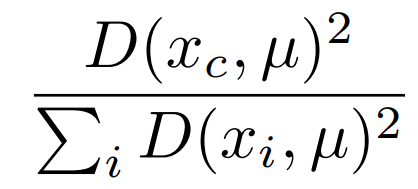 D(x_c, μ)²
∑_i D(x_i, μ)²